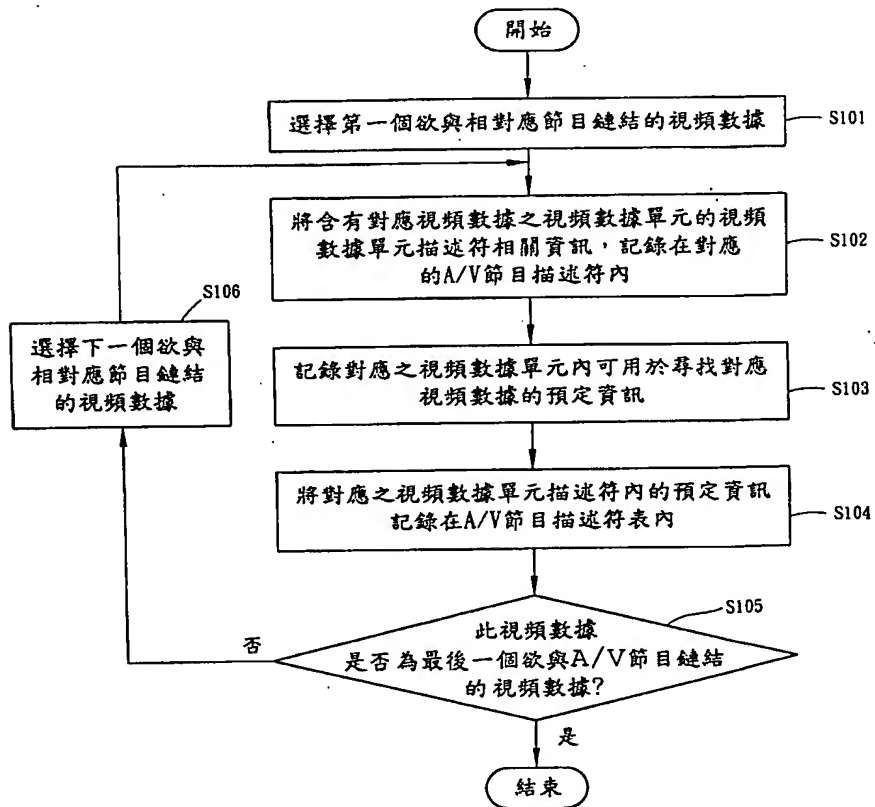 開始
選擇第一個欲與相對應節目鏈結的視頻數據
S101
將含有對應視頻數據之視頻數據單元的視頻
數據單元描述符相關資訊,記錄在對應
的A/V節目描述符內
S102
S106
選擇下一個欲與
相對應節目鏈結
的視頻數據
記錄對應之視頻數據單元內可用於尋找對應
視頻數據的預定資訊
S103
將對應之視頻數據單元描述符內的預定資訊
記錄在A/V節目描述符表內
S104
S105
此視頻數據
是否為最後一個欲與A/V節目鏈結
的視頻數據?
否
是
結束